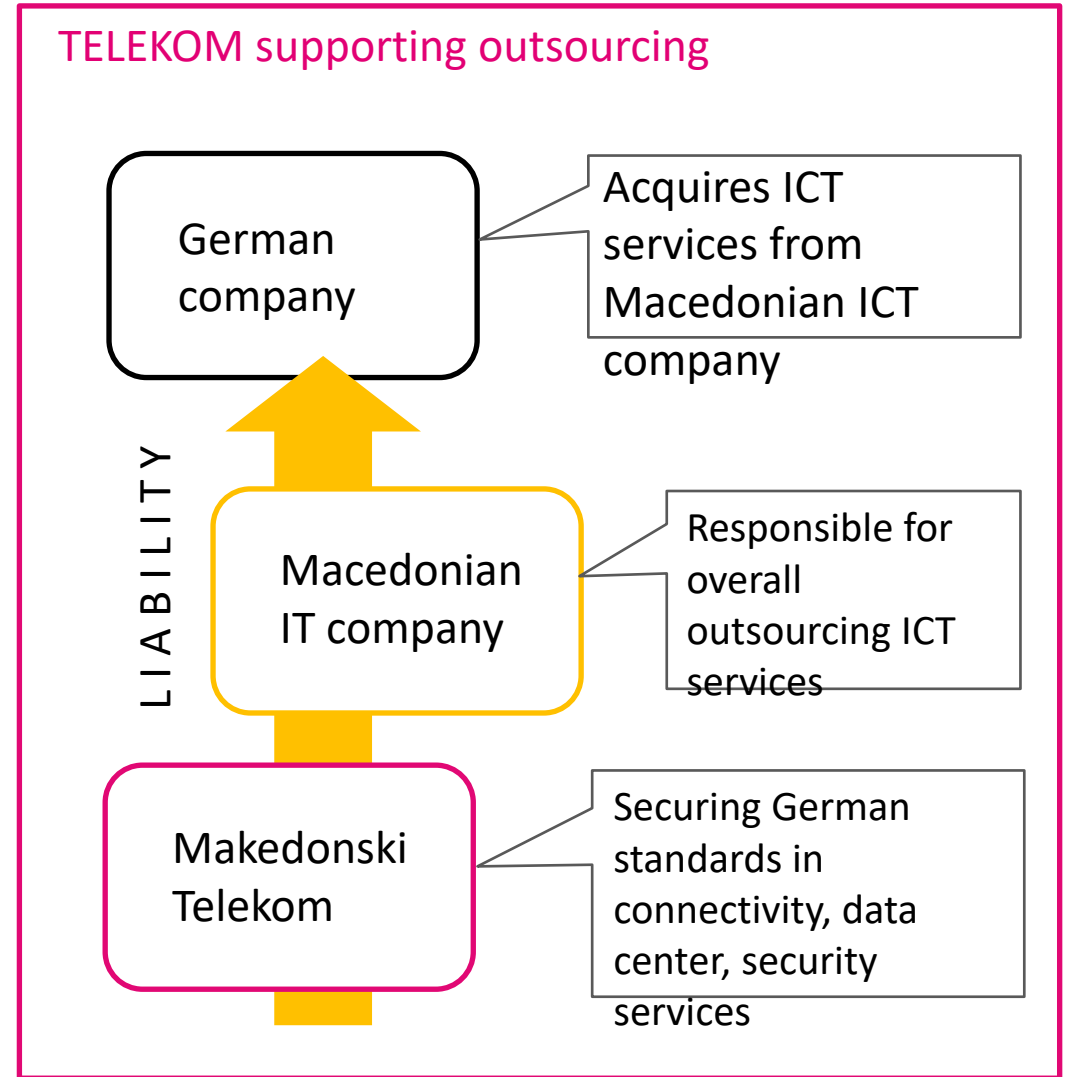 TELEKOM supporting outsourcing
German
company
Acquires ICT
services from
Macedonian ICT
company
LIABILITY
Macedonian
IT company
Responsible for
overall
outsourcing ICT
services
Makedonski
Telekom
Securing German
standards in
connectivity, data
center, security
services